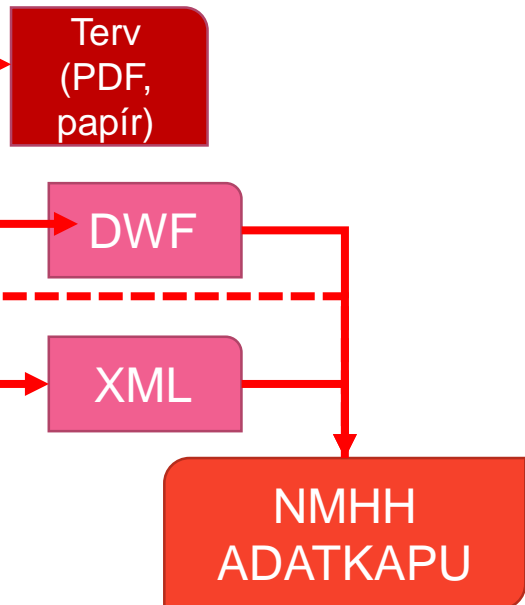 Terv
(PDF,
papír)
DWF
XML
NMHH
ADATKAPU